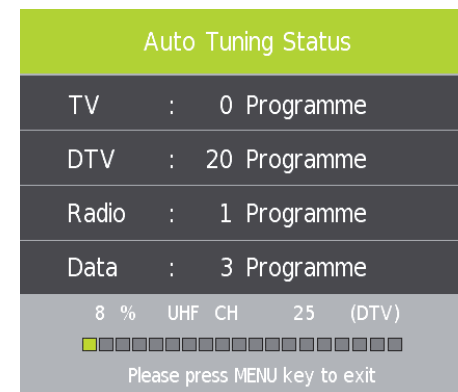 Auto Tuning Status
TV : 0 Programme
DTV : 20 Programme
Radio : 1 Programme
Data : 3 Programme
8 % UHF CH 25 (DTV)
Please press MENU key to exit